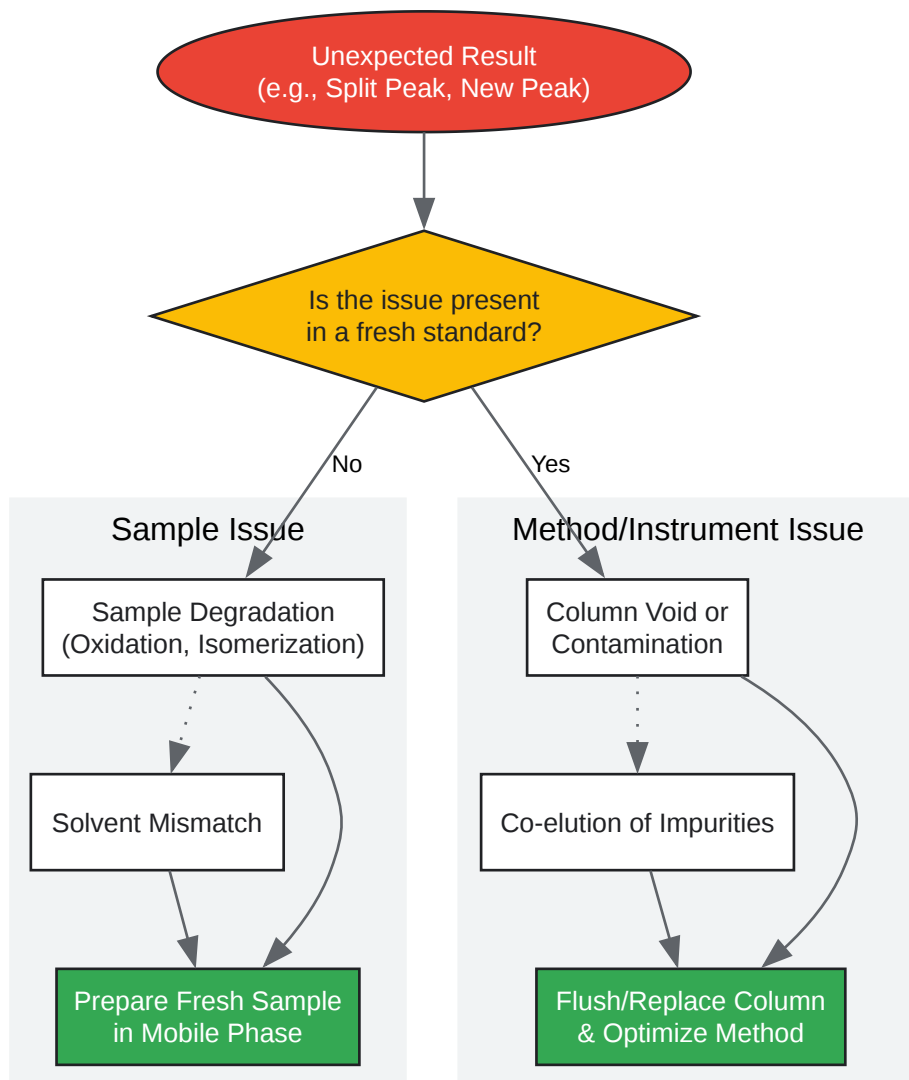 Unexpected Result
(e.g., Split Peak, New Peak)
Is the issue present
in a fresh standard?
No
Yes
Sample Issue
Sample Degradation
(Oxidation, Isomerization)
Solvent Mismatch
Prepare Fresh Sample
in Mobile Phase
Method/Instrument Issue
Column Void or
Contamination
Co-elution of Impurities
Flush/Replace Column
& Optimize Method